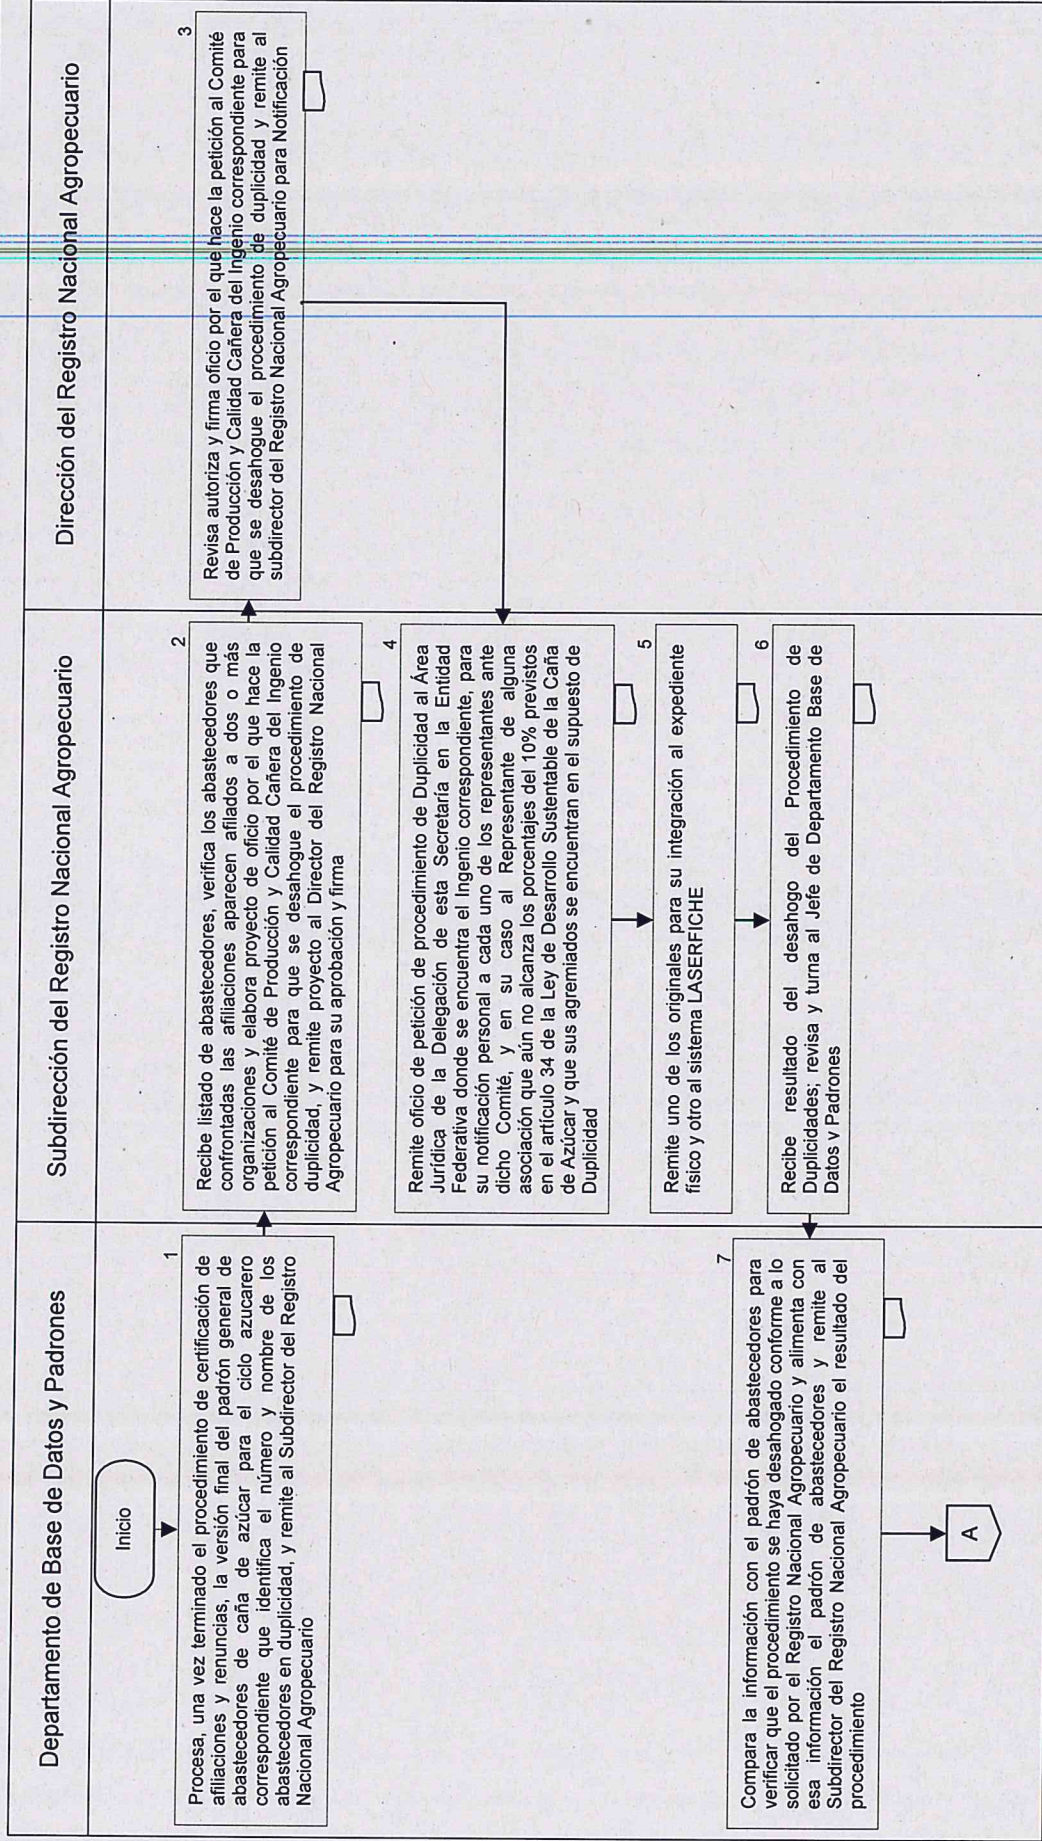 Departamento de Base de Datos y Padrones
Subdirección del Registro Nacional Agropecuario
Dirección del Registro Nacional Agropecuario
Inicio
1
Procesa, una vez terminado el procedimiento de certificación de
afiliaciones y renuncias, la versión final del padrón general de
abastecedores de caña de azúcar para el ciclo azucarero
correspondiente que identifica el número y nombre de los
abastecedores en duplicidad, y remite al Subdirector del Registro
Nacional Agropecuario
2
Recibe listado de abastecedores, verifica los abastecedores que
confrontadas las afiliaciones aparecen afilados a dos o más
organizaciones y elabora proyecto de oficio por el que hace la
petición al Comité de Producción y Calidad Cañera del Ingenio
correspondiente para que se desahogue el procedimiento de
duplicidad, y remite proyecto al Director del Registro Nacional
Agropecuario para su aprobación y firma
3
Revisa autoriza y firma oficio por el que hace la petición al Comité
de Producción y Calidad Cañera del Ingenio correspondiente para
que se desahogue el procedimiento de duplicidad y remite al
subdirector del Registro Nacional Agropecuario para Notificación
4
Remite oficio de petición de procedimiento de Duplicidad al Área
Jurídica de la Delegación de esta Secretaría en la Entidad
Federativa donde se encuentra el Ingenio correspondiente, para
su notificación personal a cada uno de los representantes ante
dicho Comité, y en su caso al Representante de alguna
asociación que aún no alcanza los porcentajes del 10% previstos
en el artículo 34 de la Ley de Desarrollo Sustentable de la Caña
de Azúcar y que sus agremiados se encuentran en el supuesto de
Duplicidad
5
Remite uno de los originales para su integración al expediente
físico y otro al sistema LASERFICHE
6
Recibe resultado del desahogo del Procedimiento de
Duplicidades; revisa y turna al Jefe de Departamento Base de
Datos y Padrones
7
Compara la información con el padrón de abastecedores para
verificar que el procedimiento se haya desahogado conforme a lo
solicitado por el Registro Nacional Agropecuario y alimenta con
esa información el padrón de abastecedores y remite al
Subdirector del Registro Nacional Agropecuario el resultado del
procedimiento
A